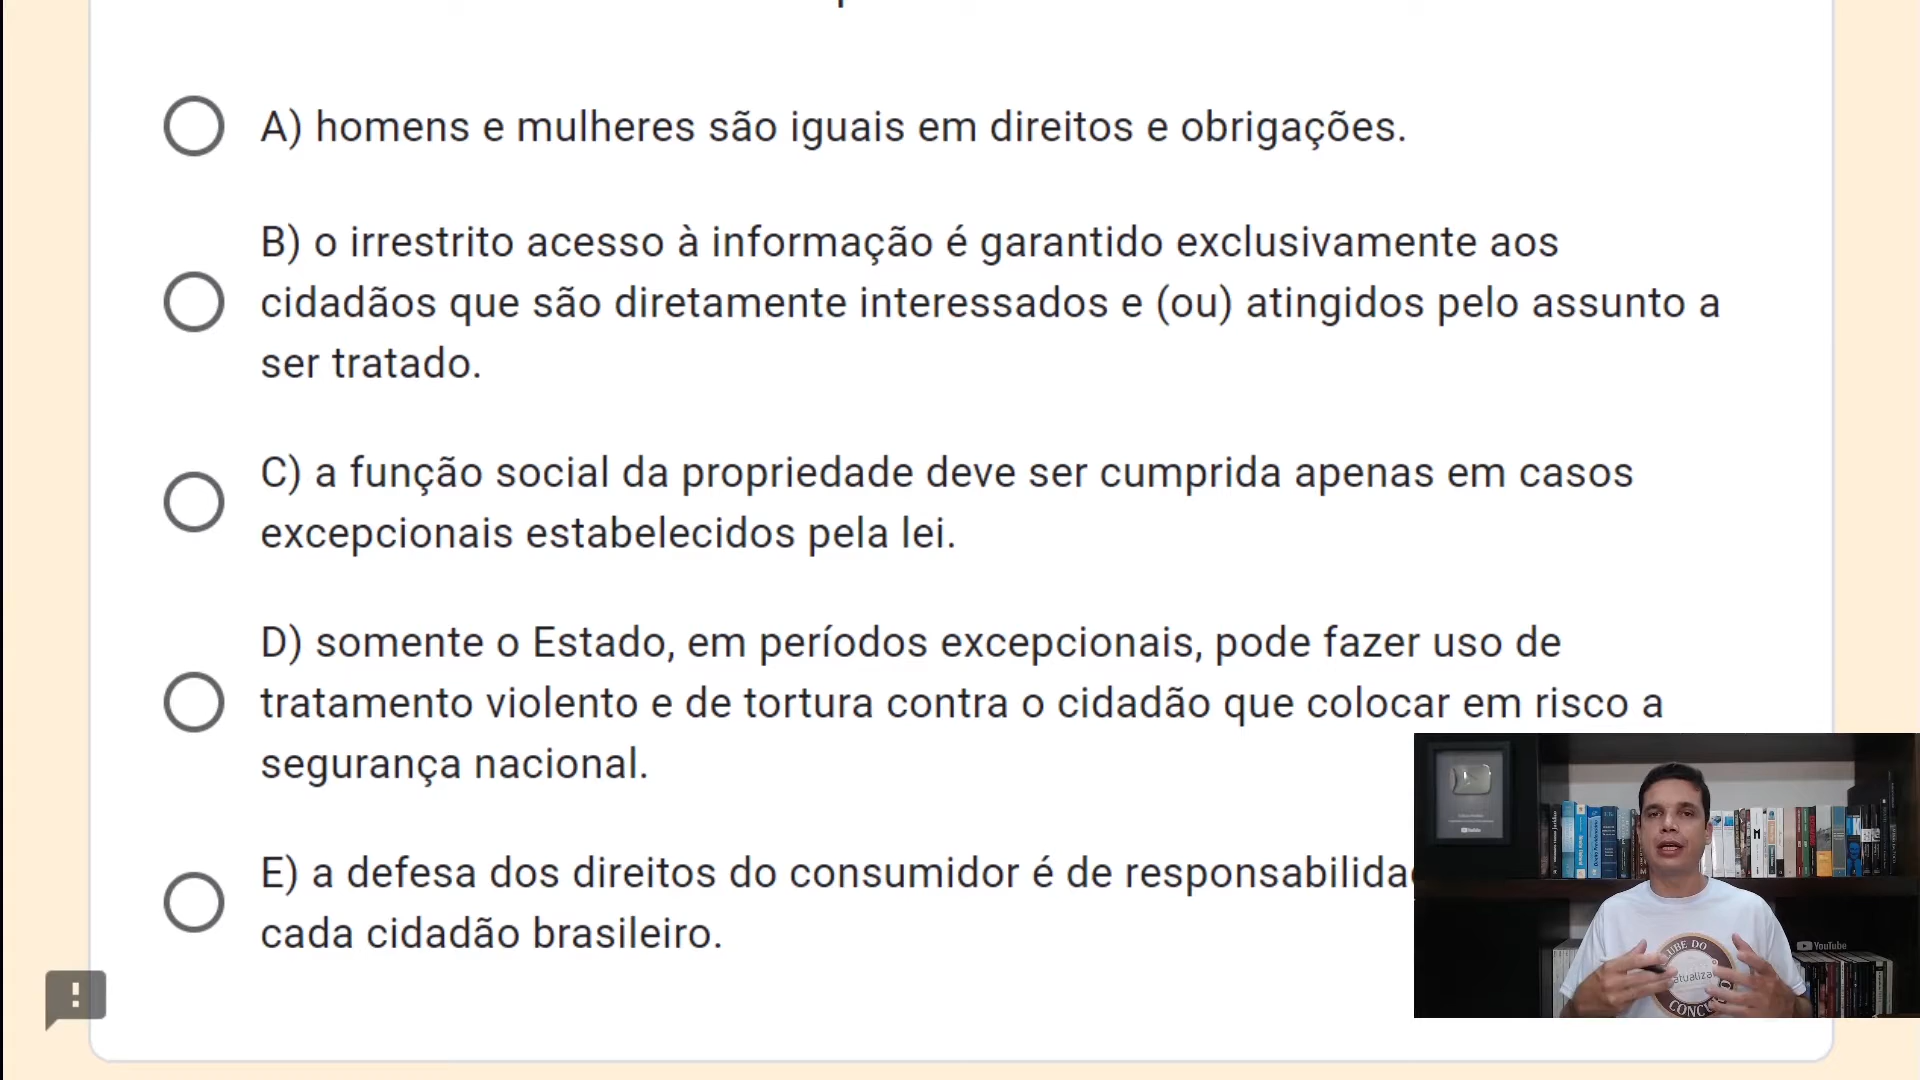 A) homens e mulheres são iguais em direitos e obrigações.
B) o irrestrito acesso à informação é garantido exclusivamente aos
cidadãos que são diretamente interessados e (ou) atingidos pelo assunto a
ser tratado.
C) a função social da propriedade deve ser cumprida apenas em casos
excepcionais estabelecidos pela lei.
D) somente o Estado, em períodos excepcionais, pode fazer uso de
tratamento violento e de tortura contra o cidadão que colocar em risco a
segurança nacional.
E) a defesa dos direitos do consumidor é de
cada cidadão brasileiro.
YouTube